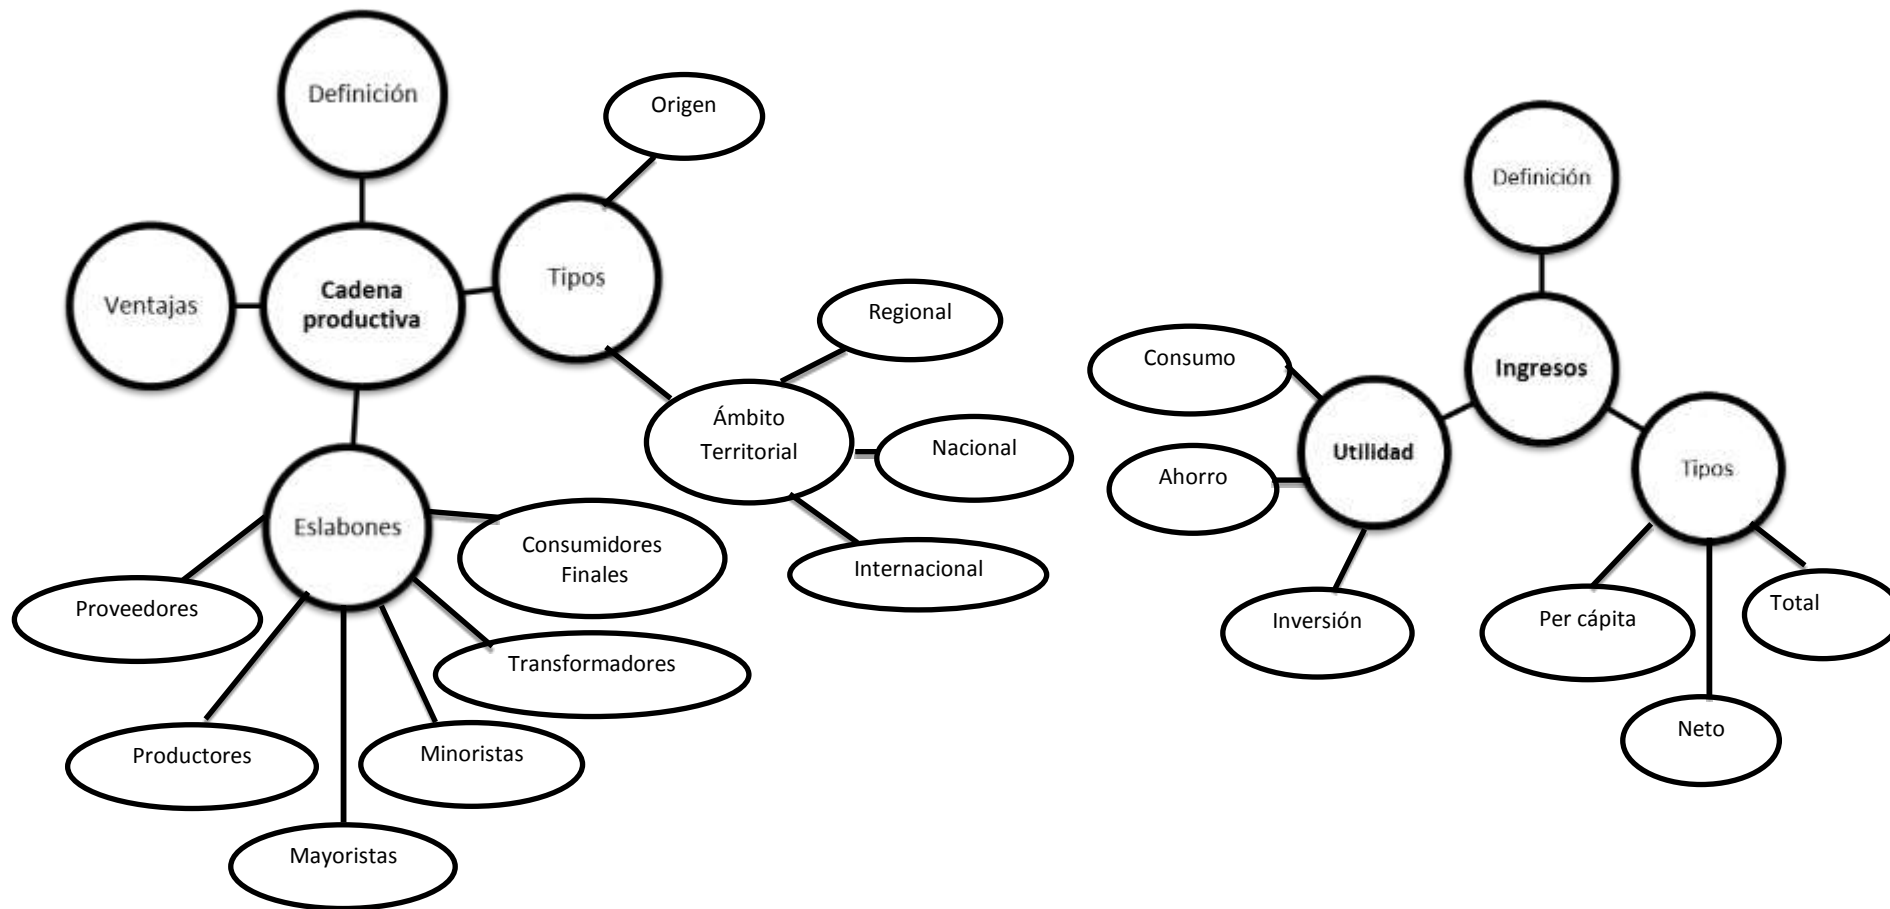 Definición
Origen
Tipos
Ventajas
Cadena
productiva
Regional
Ámbito
Territorial
Nacional
Internacional
Eslabones
Consumidores
Finales
Proveedores
Transformadores
Productores
Minoristas
Mayoristas
Definición
Ingresos
Consumo
Utilidad
Ahorro
Tipos
Inversión
Per cápita
Total
Neto